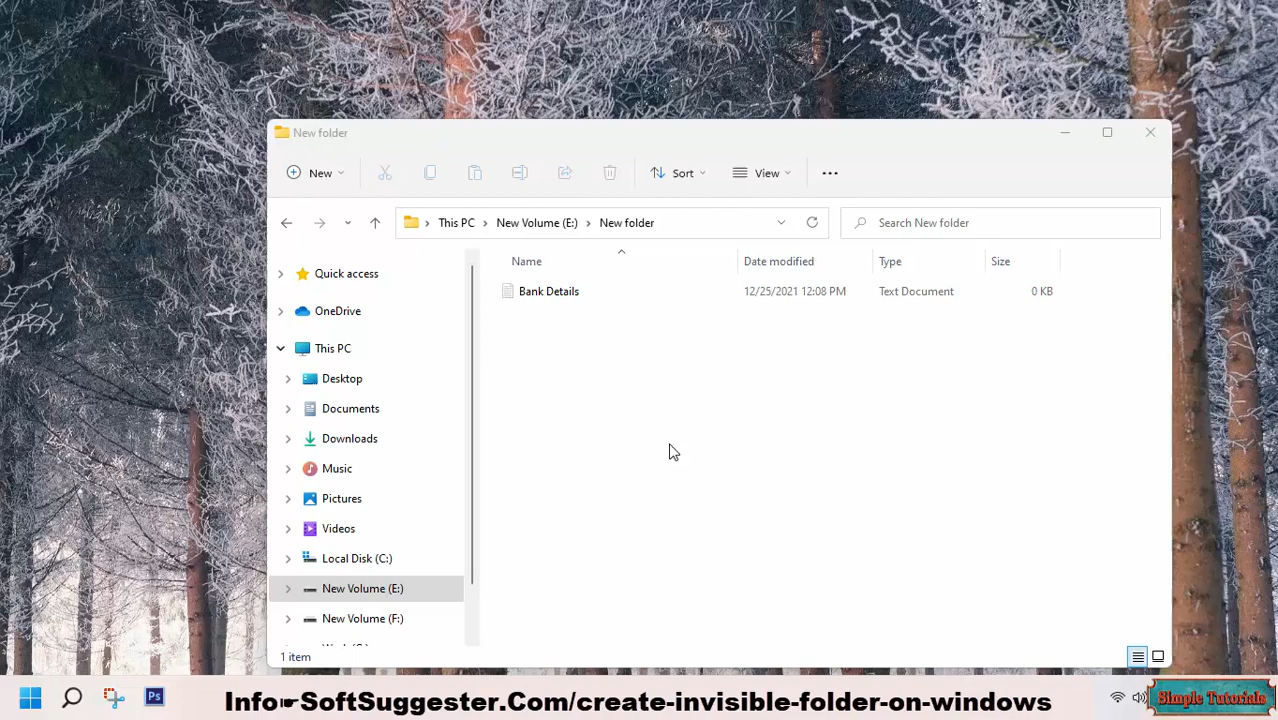 New folder
New
Sort
View
This PC
New Volume (E:)
New folder
Search New folder
Name
Date modified
Type
Size
Bank Details
12/25/2021 12:08 PM
Text Document
0 KB
Quick access
OneDrive
This PC
Desktop
Documents
Downloads
Music
Pictures
Videos
Local Disk (C:)
New Volume (E:)
New Volume (F:)
1 item
Ps
Info☛SoftSuggester.Com/create-invisible-folder-on-windows
Simple Tutorials